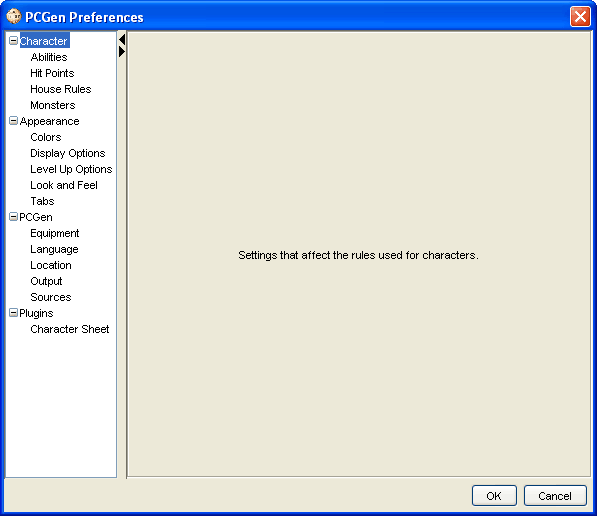 PCGen Preferences
Character
Abilities
Hit Points
House Rules
Monsters
Appearance
Colors
Display Options
Level Up Options
Look and Feel
Tabs
PCGen
Equipment
Language
Location
Output
Sources
Plugins
Character Sheet
Settings that affect the rules used for characters.
OK
Cancel